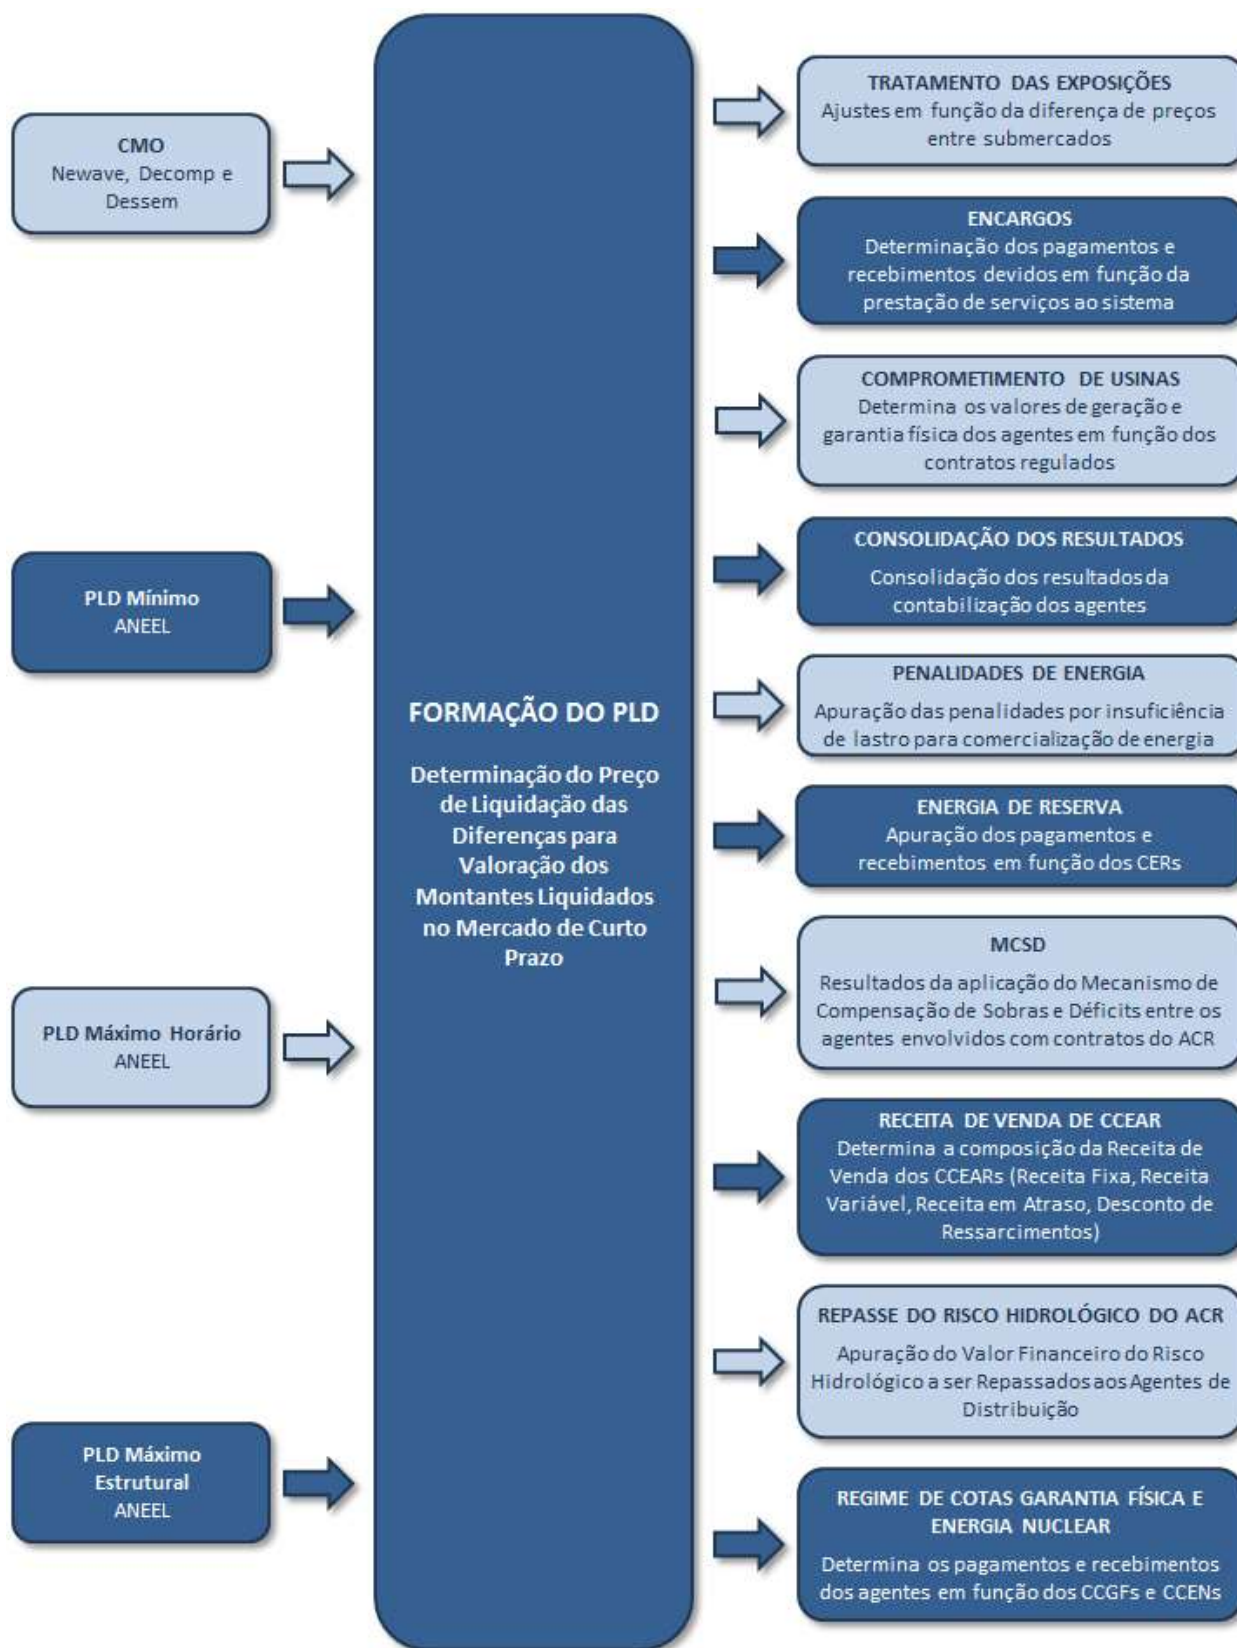 CMO
Newave, Decomp e
Dessem
PLD Mínimo
ANEEL
PLD Máximo Horário
ANEEL
PLD Máximo
Estrutural
ANEEL
FORMAÇÃO DO PLD
Determinação do Preço
de Liquidação das
Diferenças para
Valoração dos
Montantes Liquidados
no Mercado de Curto
Prazo
TRATAMENTO DAS EXPOSIÇÕES
Ajustes em função da diferença de preços
entre submercados
ENCARGOS
Determinação dos pagamentos e
recebimentos devidos em função da
prestação de serviços ao sistema
COMPROMETIMENTO DE USINAS
Determina os valores de geração e
garantia física dos agentes em função dos
contratos regulados
CONSOLIDAÇÃO DOS RESULTADOS
Consolidação dos resultados da
contabilização dos agentes
PENALIDADES DE ENERGIA
Apuração das penalidades por insuficiência
de lastro para comercialização de energia
ENERGIA DE RESERVA
Apuração dos pagamentos e
recebimentos em função dos CERs
MCSD
Resultados da aplicação do Mecanismo de
Compensação de Sobras e Déficits entre os
agentes envolvidos com contratos do ACR
RECEITA DE VENDA DE CCEAR
Determina a composição da Receita de
Venda dos CCEARs (Receita Fixa, Receita
Variável, Receita em Atraso, Desconto de
Ressarcimentos)
REPASSE DO RISCO HIDROLÓGICO DO ACR
Apuração do Valor Financeiro do Risco
Hidrológico a ser Repassados aos Agentes de
Distribuição
REGIME DE COTAS GARANTIA FÍSICA E
ENERGIA NUCLEAR
Determina os pagamentos e recebimentos
dos agentes em função dos CCGFs e CCENs